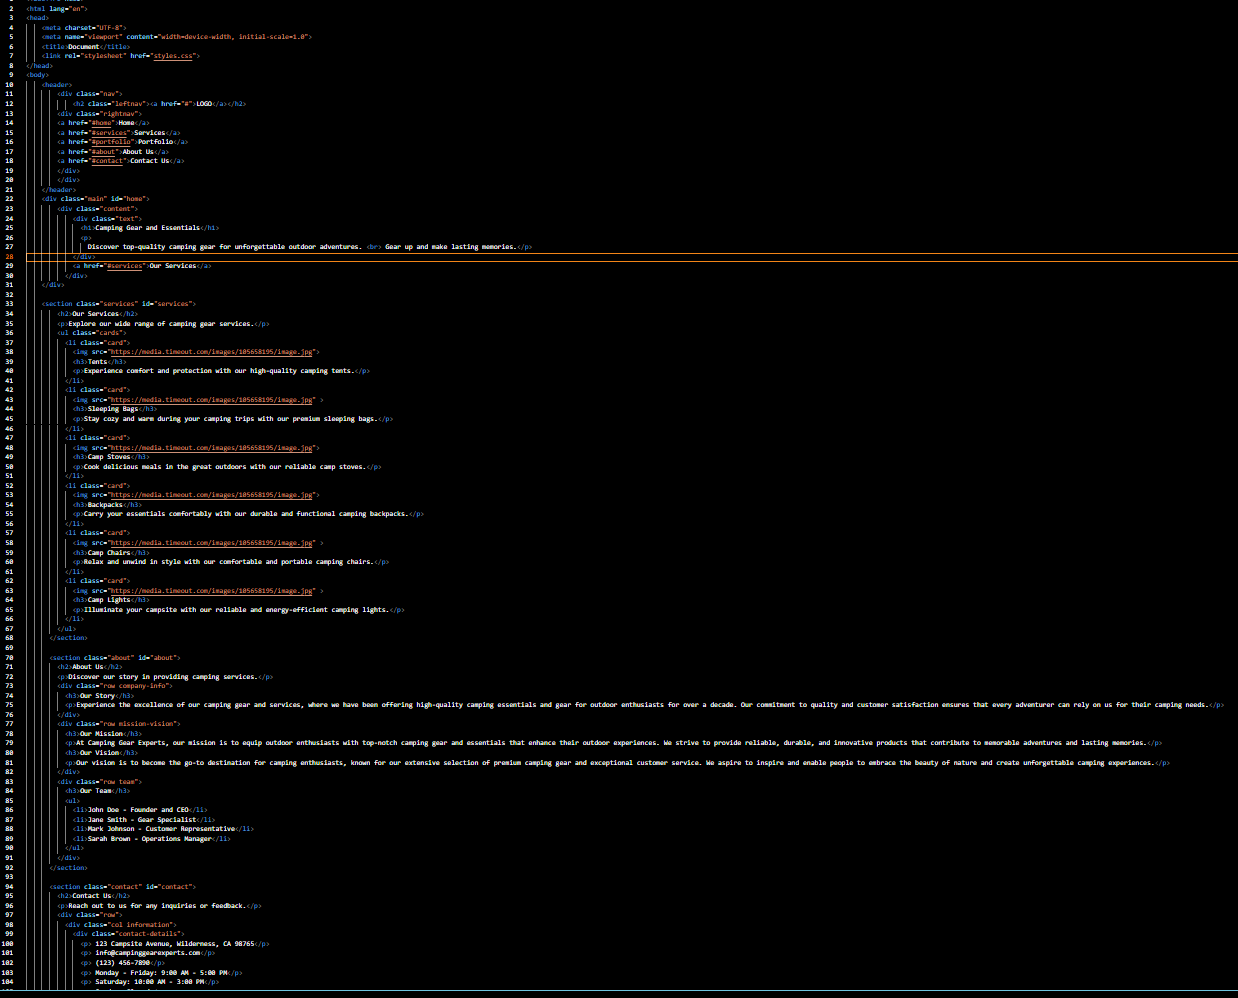 2 <html lang="en">
3 <head>
4 <meta charset="UTF-8">
5 <meta name="viewport" content="width=device-width, initial-scale=1.0">
6 <title>Document</title>
7 <link rel="stylesheet" href="styles.css">
8 </head>
9 <body>
10 <header>
11 <div class="nav">
12 <h2 class="leftnav"><a href="#">LOGO</a></h2>
13 <div class="rightnav">
14 <a href="#home">Home</a>
15 <a href="#services">Services</a>
16 <a href="#portfolio">Portfolio</a>
17 <a href="#about">About Us</a>
18 <a href="#contact">Contact Us</a>
19 </div>
20 </div>
21 </header>
22 <div class="main" id="home">
23 <div class="content">
24 <div class="text">
25 <h1>Camping Gear and Essentials</h1>
26 <p>
27 Discover top-quality camping gear for unforgettable outdoor adventures. <br> Gear up and make lasting memories.</p>
28 </div>
29 <a href="#services">Our Services</a>
30 </div>
31 </div>
32
33 <section class="services" id="services">
34 <h2>Our Services</h2>
35 <p>Explore our wide range of camping gear services.</p>
36 <ul class="cards">
37 <li class="card">
38 <img src="https://media.timeout.com/images/105658195/image.jpg">
39 <h3>Tents</h3>
40 <p>Experience comfort and protection with our high-quality camping tents.</p>
41 </li>
42 <li class="card">
43 <img src="https://media.timeout.com/images/105658195/image.jpg" >
44 <h3>Sleeping Bags</h3>
45 <p>Stay cozy and warm during your camping trips with our premium sleeping bags.</p>
46 </li>
47 <li class="card">
48 <img src="https://media.timeout.com/images/105658195/image.jpg">
49 <h3>Camp Stoves</h3>
50 <p>Cook delicious meals in the great outdoors with our reliable camp stoves.</p>
51 </li>
52 <li class="card">
53 <img src="https://media.timeout.com/images/105658195/image.jpg">
54 <h3>Backpacks</h3>
55 <p>Carry your essentials comfortably with our durable and functional camping backpacks.</p>
56 </li>
57 <li class="card">
58 <img src="https://media.timeout.com/images/105658195/image.jpg" >
59 <h3>Camp Chairs</h3>
60 <p>Relax and unwind in style with our comfortable and portable camping chairs.</p>
61 </li>
62 <li class="card">
63 <img src="https://media.timeout.com/images/105658195/image.jpg" >
64 <h3>Camp Lights</h3>
65 <p>Illuminate your campsite with our reliable and energy-efficient camping lights.</p>
66 </li>
67 </ul>
68 </section>
69
70 <section class="about" id="about">
71 <h2>About Us</h2>
72 <p>Discover our story in providing camping services.</p>
73 <div class="row company-info">
74 <h3>Our Story</h3>
75 <p>Experience the excellence of our camping gear and services, where we have been offering high-quality camping essentials and gear for outdoor enthusiasts for over a decade. Our commitment to quality and customer satisfaction ensures that every adventurer can rely on us for their camping needs.</p>
76 </div>
77 <div class="row mission-vision">
78 <h3>Our Mission</h3>
79 <p>At Camping Gear Experts, our mission is to equip outdoor enthusiasts with top-notch camping gear and essentials that enhance their outdoor experiences. We strive to provide reliable, durable, and innovative products that contribute to memorable adventures and lasting memories.</p>
80 <h3>Our Vision</h3>
81 <p>Our vision is to become the go-to destination for camping enthusiasts, known for our extensive selection of premium camping gear and exceptional customer service. We aspire to inspire and enable people to embrace the beauty of nature and create unforgettable camping experiences.</p>
82 </div>
83 <div class="row team">
84 <h3>Our Team</h3>
85 <ul>
86 <li>John Doe - Founder and CEO</li>
87 <li>Jane Smith - Gear Specialist</li>
88 <li>Mark Johnson - Customer Representative</li>
89 <li>Sarah Brown - Operations Manager</li>
90 </ul>
91 </div>
92 </section>
93
94 <section class="contact" id="contact">
95 <h2>Contact Us</h2>
96 <p>Reach out to us for any inquiries or feedback.</p>
97 <div class="row">
98 <div class="col information">
99 <div class="contact-details">
100 <p> 123 Campsite Avenue, Wilderness, CA 98765</p>
101 <p> info@campinggearexperts.com</p>
102 <p> (123) 456-7890</p>
103 <p> Monday - Friday: 9:00 AM - 5:00 PM</p>
104 <p> Saturday: 10:00 AM - 3:00 PM</p>